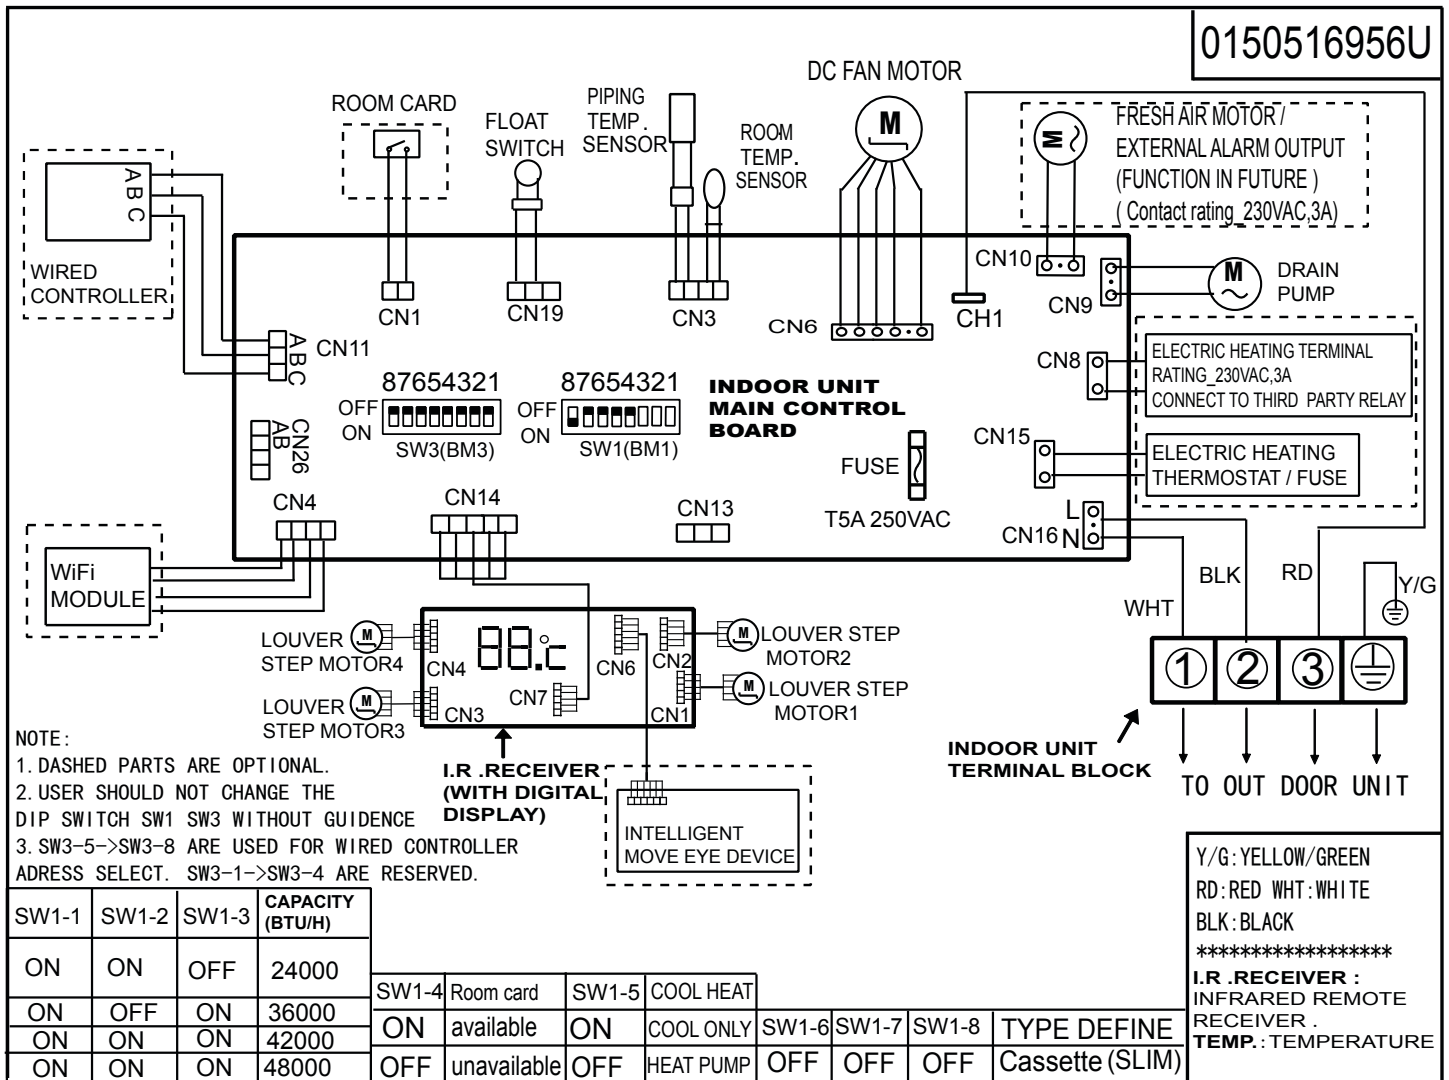 0150516956U
DC FAN MOTOR
ROOM CARD
FLOAT
SWITCH
PIPING
TEMP.
SENSOR
ROOM
TEMP.
SENSOR
M
M
FRESH AIR MOTOR /
EXTERNAL ALARM OUTPUT
(FUNCTION IN FUTURE )
( Contact rating_230VAC,3A)
A B C
WIRED
CONTROLLER
CN1
CN19
CN3
CN6
CH1
CN10
CN9
M
DRAIN
PUMP
A B C
CN11
87654321
OFF
ON
SW3(BM3)
87654321
OFF
ON
SW1(BM1)
INDOOR UNIT
MAIN CONTROL
BOARD
CN8
ELECTRIC HEATING TERMINAL
RATING_230VAC,3A
CONNECT TO THIRD PARTY RELAY
CN15
ELECTRIC HEATING
THERMOSTAT / FUSE
CN26
AB
FUSE
T5A 250VAC
CN4
CN14
CN13
L
CN16 N
WiFi
MODULE
WHT
BLK
RD
Y/G
LOUVER
STEP MOTOR4
M
CN4
88.°c
CN6
CN2
M
LOUVER STEP
MOTOR2
LOUVER
STEP MOTOR3
M
CN3
CN7
CN1
M
LOUVER STEP
MOTOR1
1 2 3
INDOOR UNIT
TERMINAL BLOCK
TO OUT DOOR UNIT
I.R .RECEIVER
(WITH DIGITAL
DISPLAY)
INTELLIGENT
MOVE EYE DEVICE
NOTE:
1. DASHED PARTS ARE OPTIONAL.
2. USER SHOULD NOT CHANGE THE
DIP SWITCH SW1 SW3 WITHOUT GUIDENCE
3. SW3-5->SW3-8 ARE USED FOR WIRED CONTROLLER
ADRESS SELECT. SW3-1->SW3-4 ARE RESERVED.
SW1-1 SW1-2 SW1-3 CAPACITY (BTU/H)
ON ON OFF 24000
ON OFF ON 36000
ON ON ON 42000
ON ON ON 48000
SW1-4 Room card SW1-5 COOL HEAT
ON available ON COOL ONLY
OFF unavailable OFF HEAT PUMP
SW1-6 SW1-7 SW1-8 TYPE DEFINE
OFF OFF OFF Cassette (SLIM)
Y/G:YELLOW/GREEN
RD:RED WHT:WHITE
BLK:BLACK
******************
I.R .RECEIVER :
INFRARED REMOTE
RECEIVER .
TEMP.:TEMPERATURE